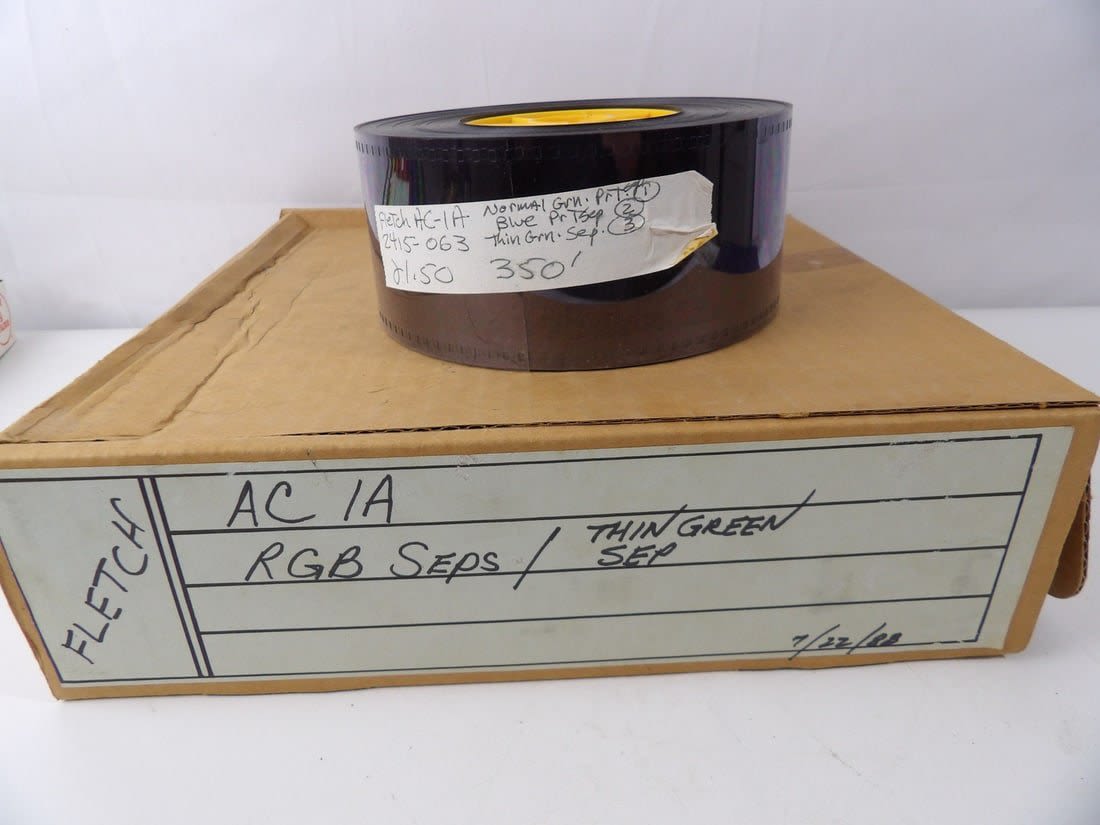 Fletch AC-1A Normal Grn. Prt. 1
2415-063 Blue Prt Sep 2
Thin Grn. Sep. 3
21.50 350'
FLETCH
AC 1A
RGB SEPS / THIN GREEN
SEP
7/22/88